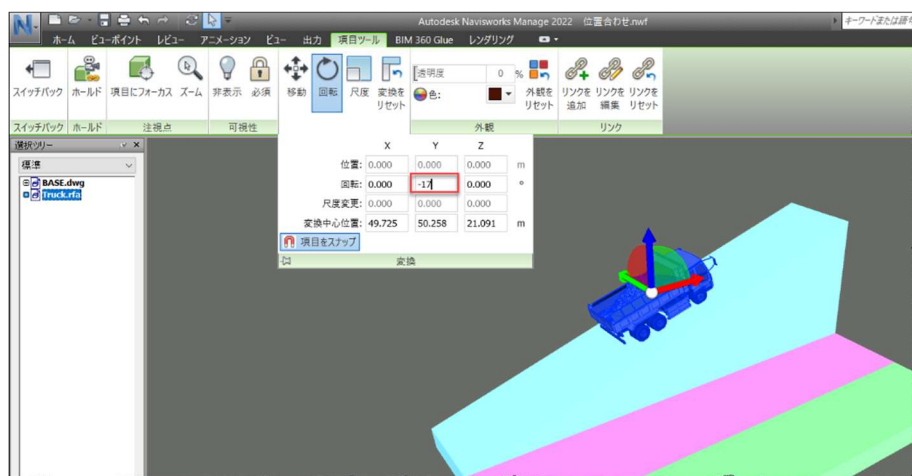 Autodesk Navisworks Manage 2022 位置合わせ.nwf
キーワードまたは語句
ホーム ビューポイント レビュー アニメーション ビュー 出力 項目ツール BIM 360 Glue レンダリング
スイッチバック ホールド 項目にフォーカス ズーム 非表示 必須 移動 回転 尺度 変換をリセット
透明度 0 %
色:
外観をリセット リンクを追加 リンクを編集 リンクをリセット
スイッチバック ホールド 注視点 可視性 外観 リンク
選択ツリー
標準
BASE.dwg
Truck.rfa
X Y Z
位置: 0.000 0.000 0.000 m
回転: 0.000 -17 0.000 °
尺度変更: 0.000 0.000 0.000
変換中心位置: 49.725 50.258 21.091 m
項目をスナップ
変換